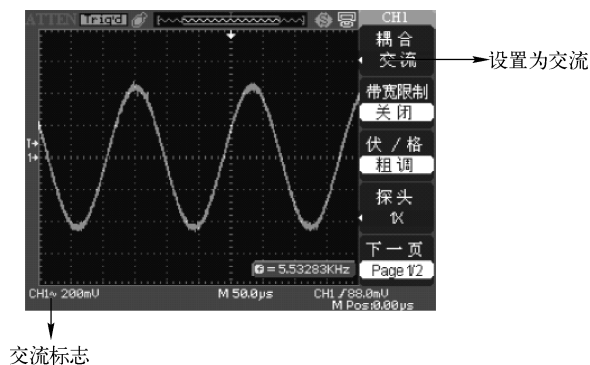 ATTEN Trig'd CH1
耦合
交流
设置为交流
带宽限制
关闭
伏/格
粗调
探头
1X
下一页
Page 1/2
T
1
f = 5.53283KHz
CH1~ 200mV M 50.0μs CH1 /88.0mV
M Pos:0.00μs
交流标志